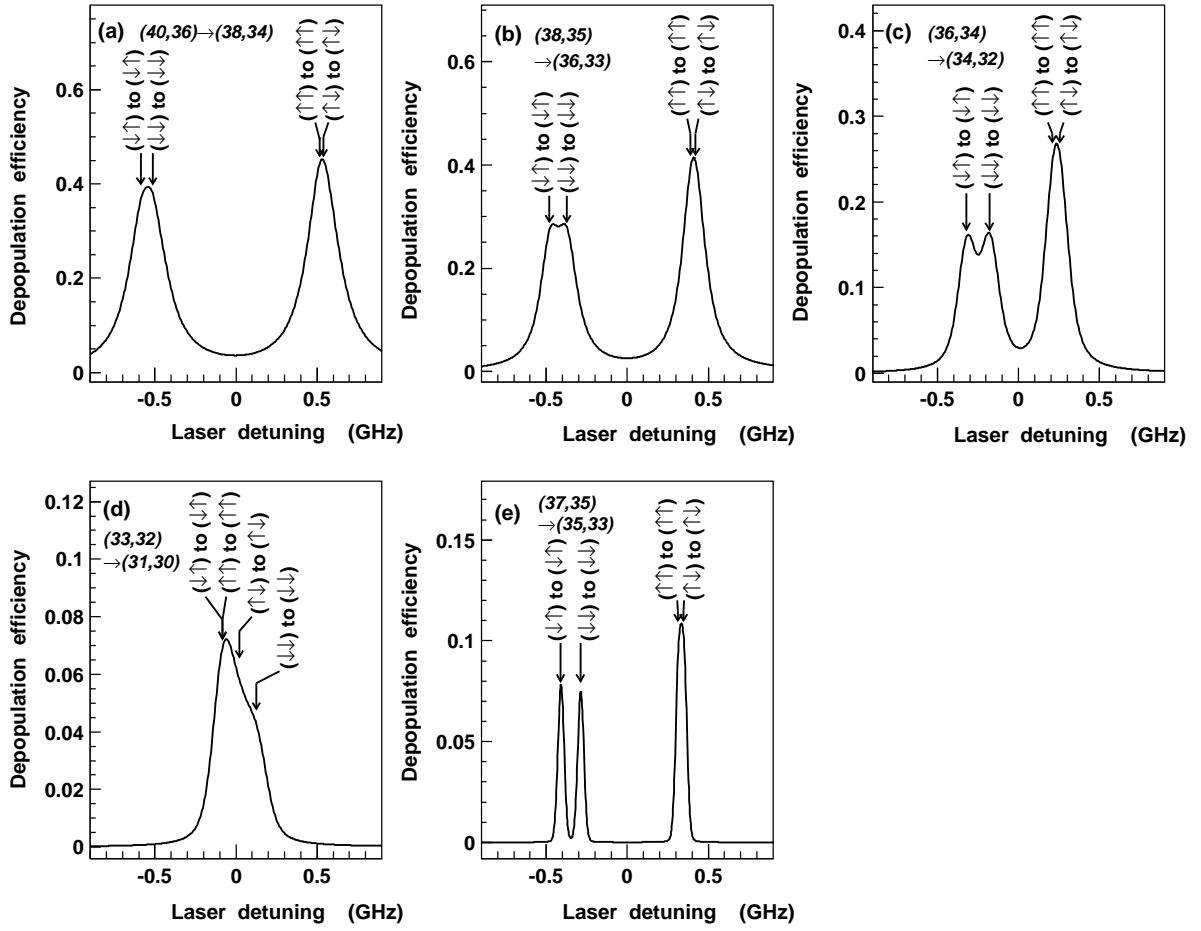 (a)
(40,36)→(38,34)
( ) to ( )
( ) to ( )
( ) to ( )
( ) to ( )
Depopulation efficiency
0.6
0.4
0.2
0
-0.5
0
0.5
Laser detuning (GHz)
(b)
(38,35)
→(36,33)
( ) to ( )
( ) to ( )
( ) to ( )
( ) to ( )
Depopulation efficiency
0.6
0.4
0.2
0
-0.5
0
0.5
Laser detuning (GHz)
(c)
(36,34)
→(34,32)
( ) to ( )
( ) to ( )
( ) to ( )
( ) to ( )
Depopulation efficiency
0.4
0.3
0.2
0.1
0
-0.5
0
0.5
Laser detuning (GHz)
(d)
(33,32)
→(31,30)
( ) to ( )
( ) to ( )
( ) to ( )
( ) to ( )
Depopulation efficiency
0.12
0.1
0.08
0.06
0.04
0.02
0
-0.5
0
0.5
Laser detuning (GHz)
(e)
(37,35)
→(35,33)
( ) to ( )
( ) to ( )
( ) to ( )
( ) to ( )
Depopulation efficiency
0.15
0.1
0.05
0
-0.5
0
0.5
Laser detuning (GHz)